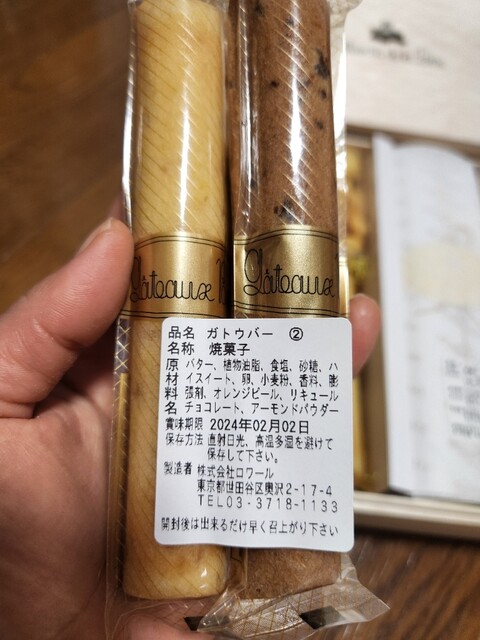 Gâteaux
Gâteaux
品名 ガトウバー ②
名称 焼菓子
原 バター、植物油脂、食塩、砂糖、ハ
材 イスイート、卵、小麦粉、香料、膨
料 張剤、オレンジピール、リキュール
名 チョコレート、アーモンドパウダー
賞味期限 2024年02月02日
保存方法 直射日光、高温多湿を避けて
保存して下さい。
製造者 株式会社ロワール
東京都世田谷区奥沢2-17-4
TEL03-3718-1133
開封後は出来るだけ早く召上がり下さい